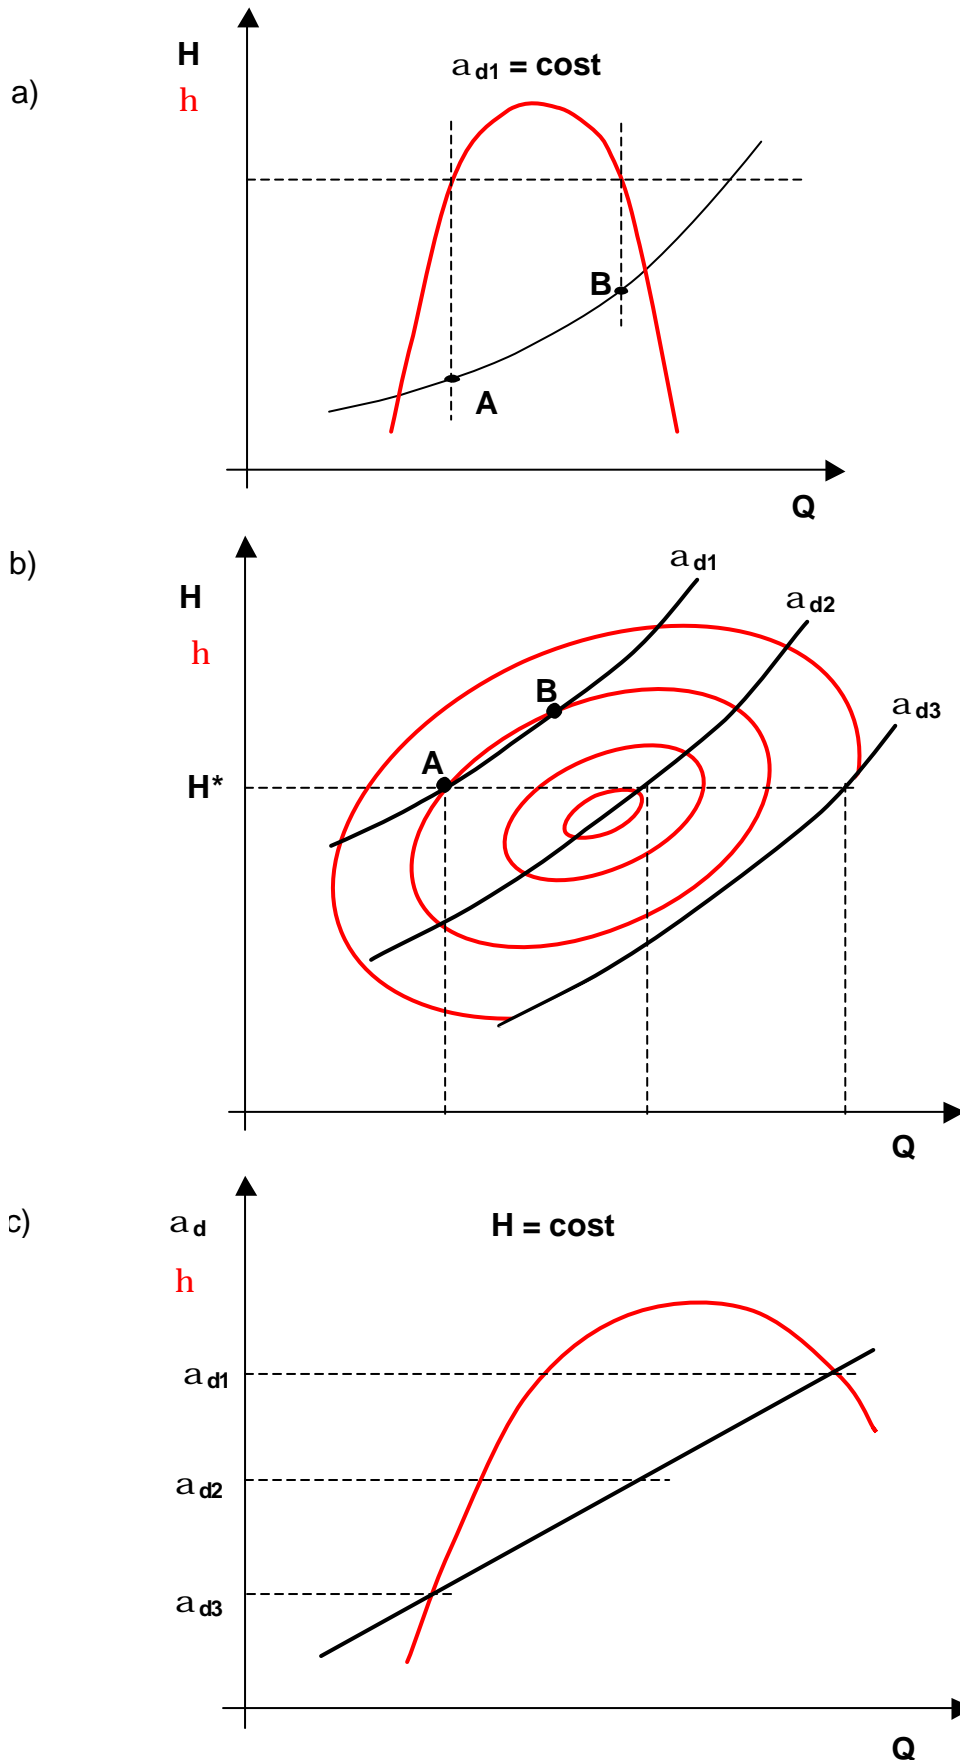 a)
H
h
a d1 = cost
B
A
Q
b)
H
h
a d1
a d2
a d3
B
A
H*
Q
c)
a d
h
H = cost
a d1
a d2
a d3
Q